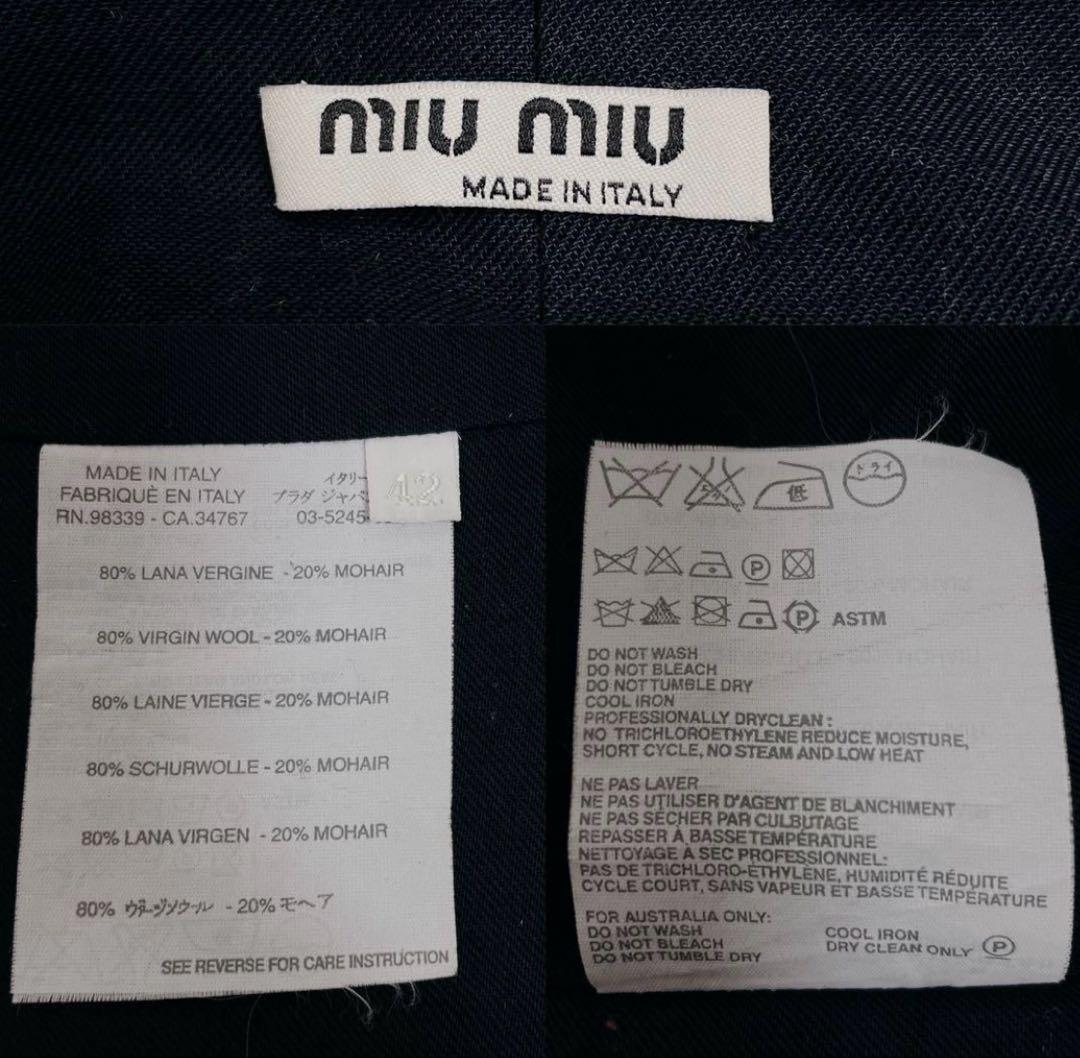 miu miu
MADE IN ITALY
MADE IN ITALY
FABRIQUÈ EN ITALY
RN.98339 - CA.34767
イタリー
プラダ ジャパ
03-5245
42
80% LANA VERGINE - 20% MOHAIR
80% VIRGIN WOOL - 20% MOHAIR
80% LAINE VIERGE - 20% MOHAIR
80% SCHURWOLLE - 20% MOHAIR
80% LANA VIRGEN - 20% MOHAIR
80% ヴァージンウール - 20% モヘア
SEE REVERSE FOR CARE INSTRUCTION
エンソ
低
ドライ
P
P ASTM
DO NOT WASH
DO NOT BLEACH
DO NOT TUMBLE DRY
COOL IRON
PROFESSIONALLY DRYCLEAN :
NO TRICHLOROETHYLENE REDUCE MOISTURE,
SHORT CYCLE, NO STEAM AND LOW HEAT
NE PAS LAVER
NE PAS UTILISER D'AGENT DE BLANCHIMENT
NE PAS SÉCHER PAR CULBUTAGE
REPASSER À BASSE TEMPÉRATURE
NETTOYAGE A SEC PROFESSIONNEL:
PAS DE TRICHLORO-ÉTHYLÈNE, HUMIDITÉ RÉDUITE
CYCLE COURT, SANS VAPEUR ET BASSE TEMPÉRATURE
FOR AUSTRALIA ONLY:
DO NOT WASH
DO NOT BLEACH
DO NOT TUMBLE DRY
COOL IRON
DRY CLEAN ONLY P